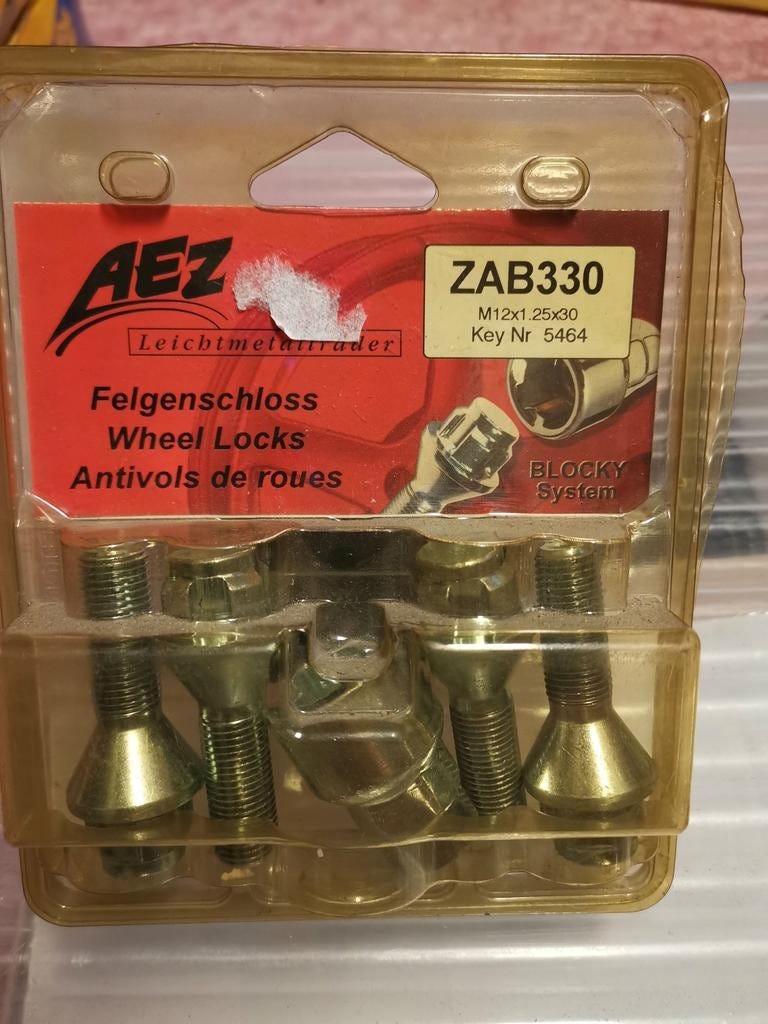 AEZ
Leichtmetallräder
ZAB330
M12x1.25x30
Key Nr 5464
Felgenschloss
Wheel Locks
Antivols de roues
BLOCKY
System